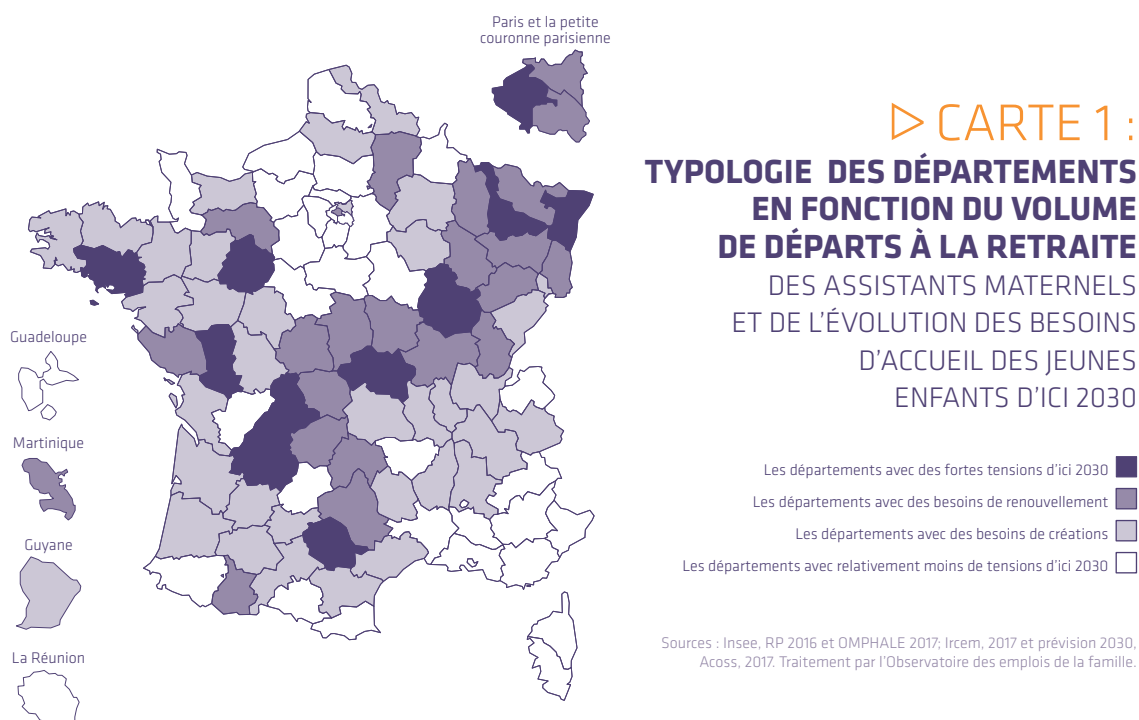 Paris et la petite
couronne parisienne
▷ CARTE 1 :
TYPOLOGIE DES DÉPARTEMENTS
EN FONCTION DU VOLUME
DE DÉPARTS À LA RETRAITE
DES ASSISTANTS MATERNELS
ET DE L'ÉVOLUTION DES BESOINS
D'ACCUEIL DES JEUNES
ENFANTS D'ICI 2030
Guadeloupe
Martinique
Guyane
La Réunion
Les départements avec des fortes tensions d'ici 2030
Les départements avec des besoins de renouvellement
Les départements avec des besoins de créations
Les départements avec relativement moins de tensions d'ici 2030
Sources : Insee, RP 2016 et OMPHALE 2017; Ircem, 2017 et prévision 2030,
Acoss, 2017. Traitement par l'Observatoire des emplois de la famille.